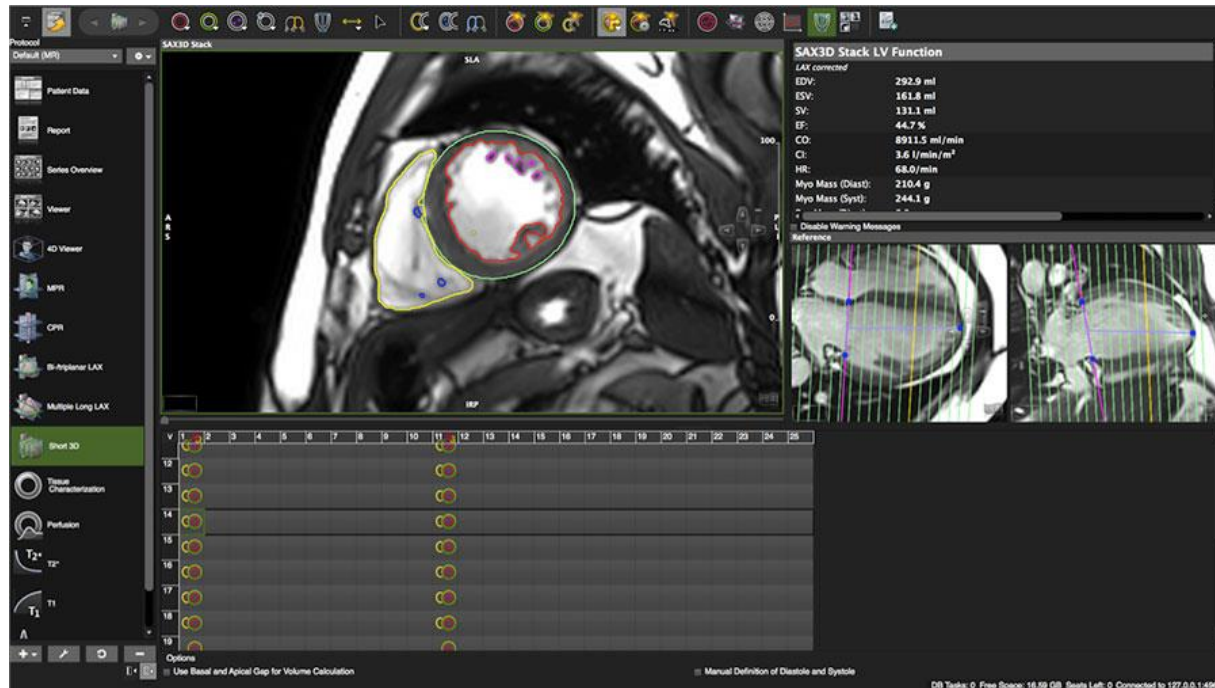 Protocol
Default (MR)
Patient Data
Report
Series Overview
Viewer
4D Viewer
MPR
CPR
Bi-/triplanar LAX
Multiple Long LAX
Short 3D
Tissue
Characterization
Perfusion
T2*
T2*
T1
T1
SAX3D Stack
SLA
100
A
R
S
P
L
I
0
IRP
SAX3D Stack LV Function
LAX corrected
EDV: 292.9 ml
ESV: 161.8 ml
SV: 131.1 ml
EF: 44.7 %
CO: 8911.5 ml/min
CI: 3.6 l/min/m²
HR: 68.0/min
Myo Mass (Diast): 210.4 g
Myo Mass (Syst): 244.1 g
Disable Warning Messages
Reference
V 1 2 3 4 5 6 7 8 9 10 11 12 13 14 15 16 17 18 19 20 21 22 23 24 25
12
13
14
15
16
17
18
19
Options
Use Basal and Apical Gap for Volume Calculation
Manual Definition of Diastole and Systole
DB Tasks: 0 Free Space: 16.59 GB Seats Left: 0 Connected to 127.0.0.1: